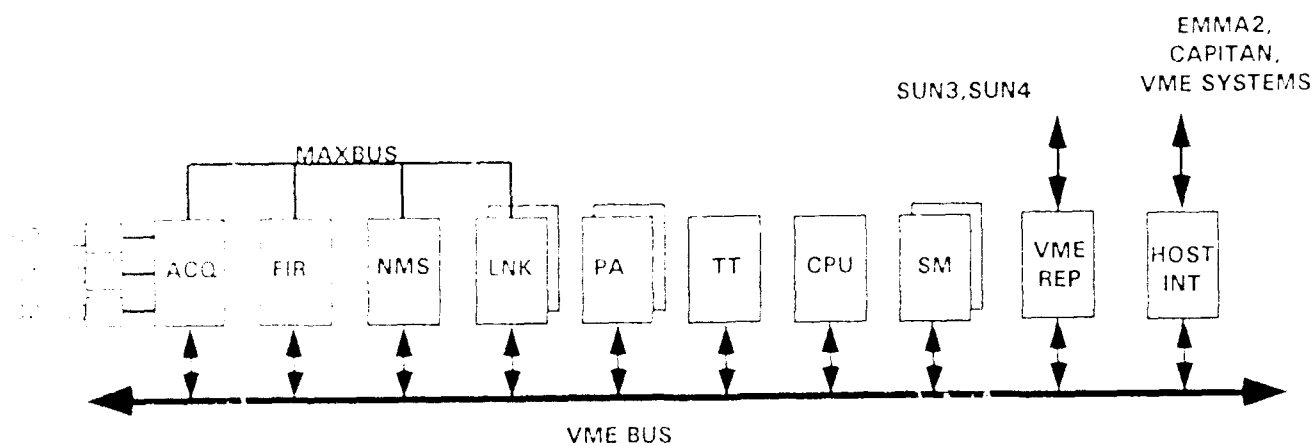 EMMA2,
CAPITAN,
VME SYSTEMS
SUN3,SUN4
MAXBUS
ACQ
FIR
NMS
LNK
PA
TT
CPU
SM
VME
REP
HOST
INT
VME BUS